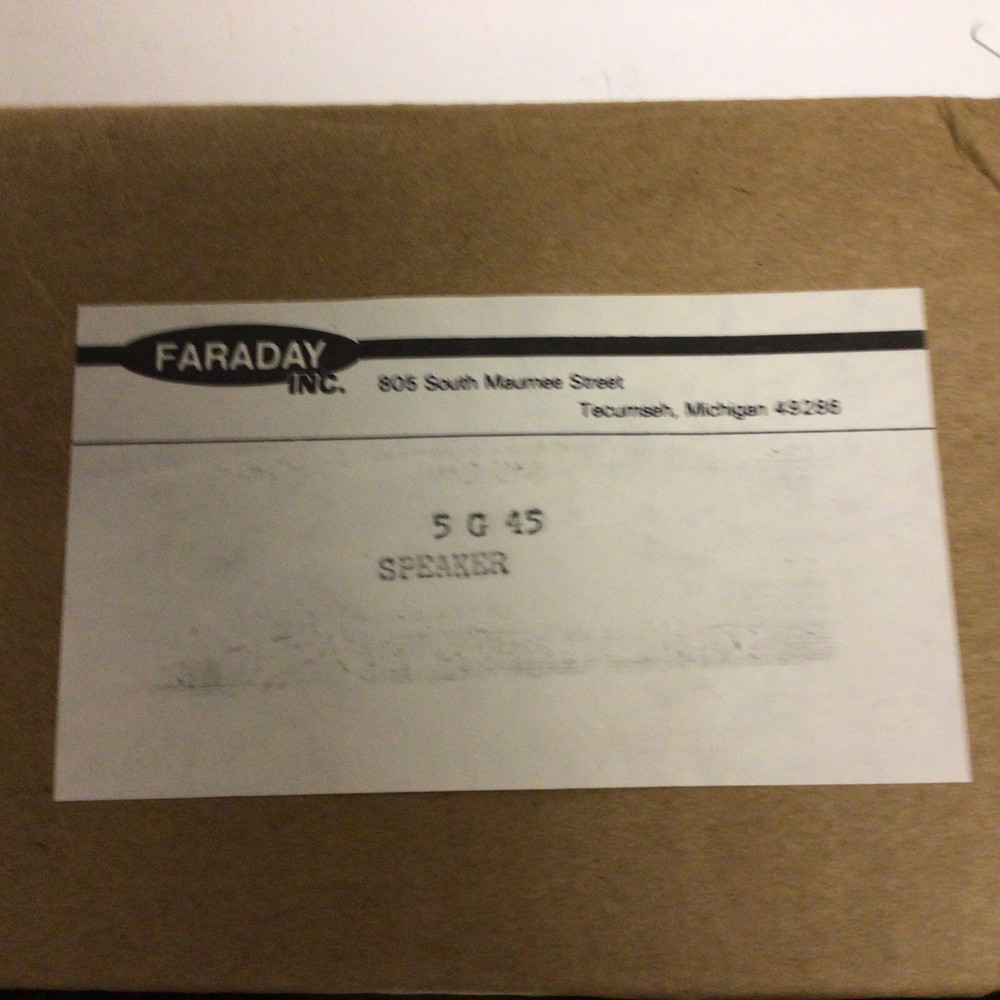 FARADAY
INC.
805 South Maumee Street
Tecumseh, Michigan 49286
5 G 45
SPEAKER